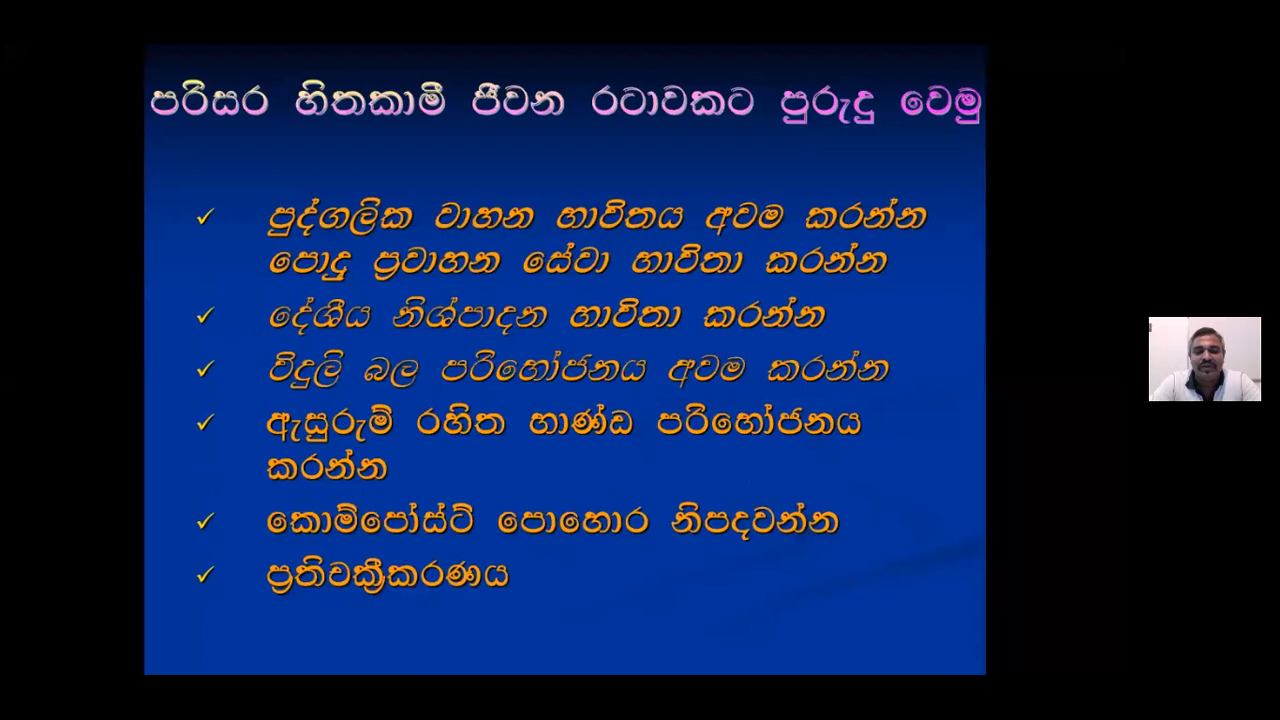 පරිසර හිතකාමී ජීවන රටාවකට පුරුදු වෙමු
✓ පුද්ගලික වාහන භාවිතය අවම කරන්න
පොදු ප්‍රවාහන සේවා භාවිතා කරන්න
✓ දේශීය නිශ්පාදන භාවිතා කරන්න
✓ විදුලි බල පරිභෝජනය අවම කරන්න
✓ ඇසුරුම් රහිත භාණ්ඩ පරිභෝජනය
කරන්න
✓ කොම්පෝස්ට් පොහොර නිපදවන්න
✓ ප්‍රතිචක්‍රීකරණය